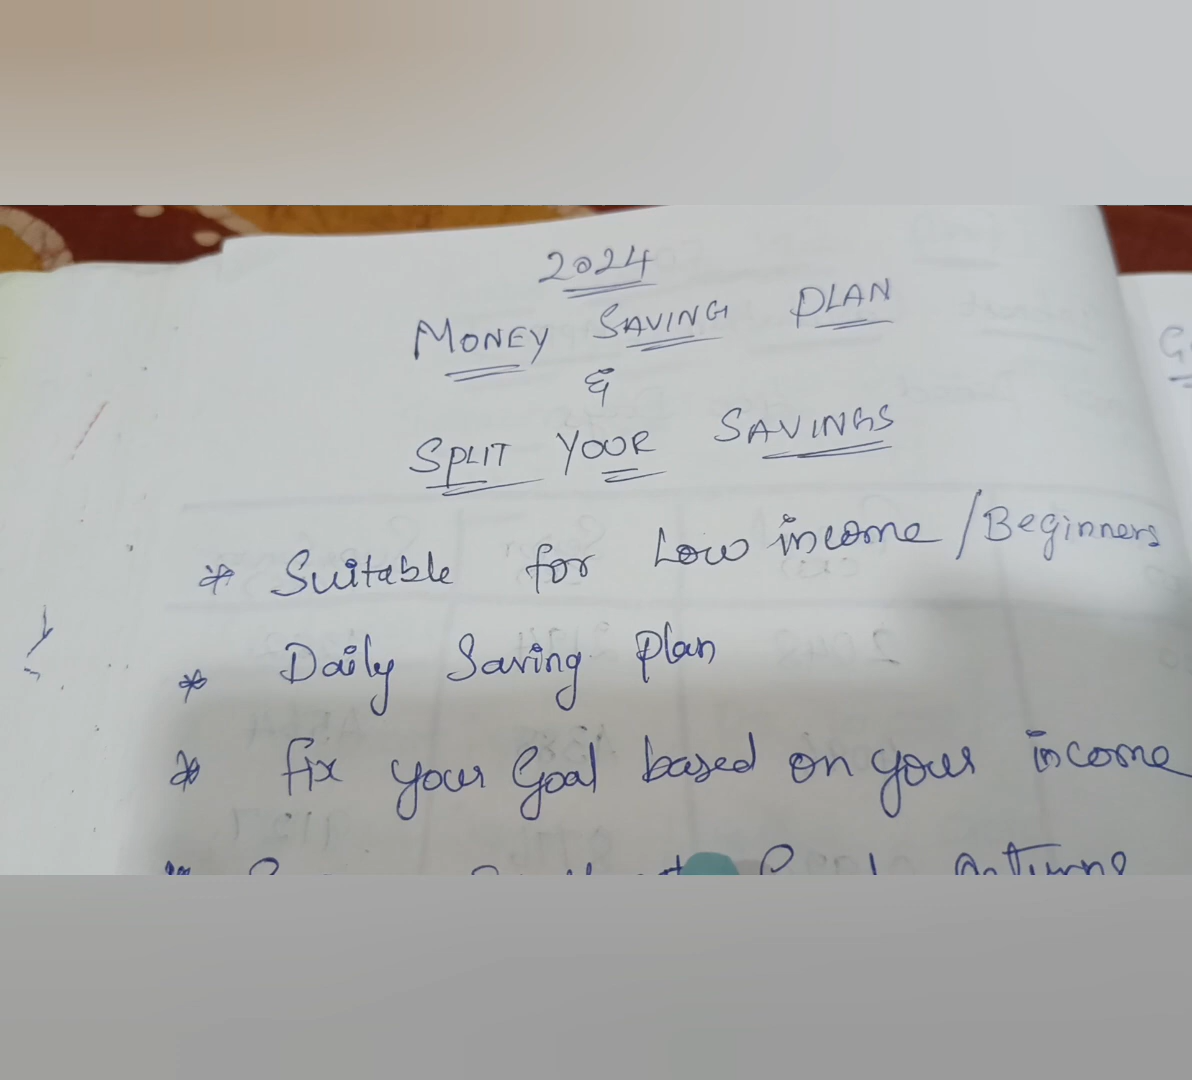 2024
MONEY SAVING PLAN
&
SPLIT YOUR SAVINGS
* Suitable for Low income / Beginners
* Daily Saving Plan
* fix your Goal based on your income